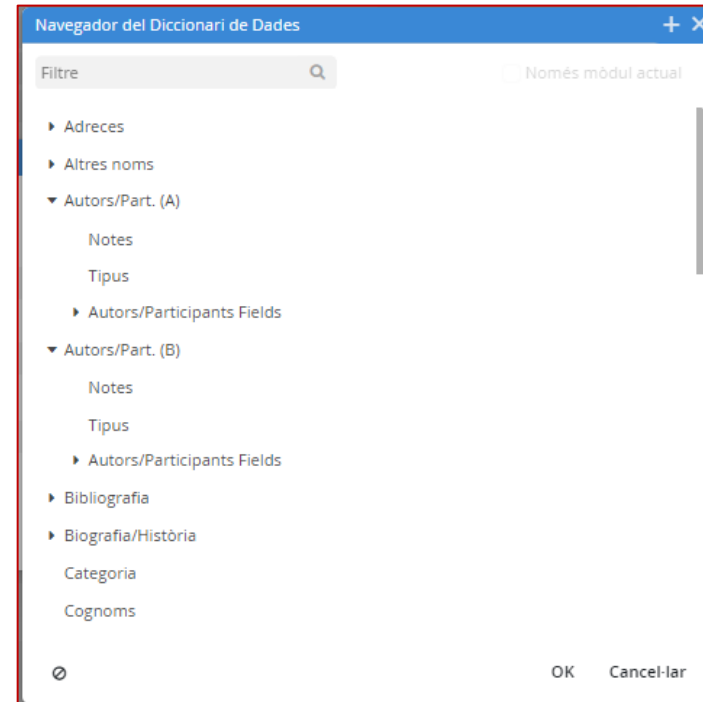 Navegador del Diccionari de Dades
Filtre
Només mòdul actual
Adreces
Altres noms
Autors/Part. (A)
Notes
Tipus
Autors/Participants Fields
Autors/Part. (B)
Notes
Tipus
Autors/Participants Fields
Bibliografia
Biografia/Història
Categoria
Cognoms
OK Cancel·lar